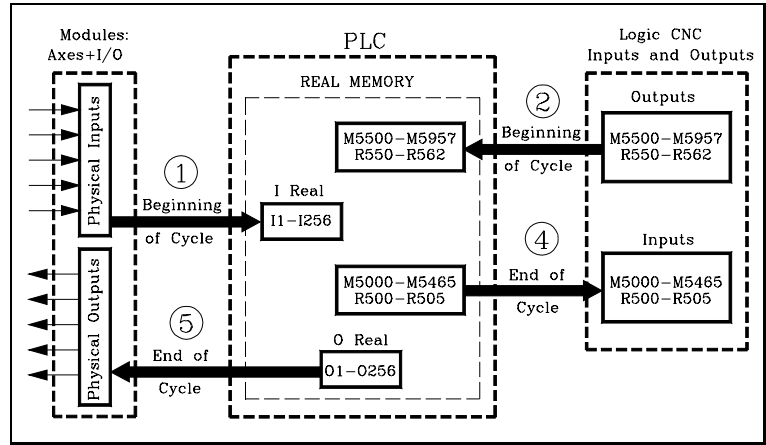 Modules:
Axes+I/O
PLC
Logic CNC
Inputs and Outputs
REAL MEMORY
Physical Inputs
1
Beginning
of Cycle
I Real
I1-I256
M5500-M5957
R550-R562
2
Beginning
of Cycle
Outputs
M5500-M5957
R550-R562
Physical Outputs
5
End of
Cycle
O Real
O1-O256
M5000-M5465
R500-R505
4
End of
Cycle
Inputs
M5000-M5465
R500-R505